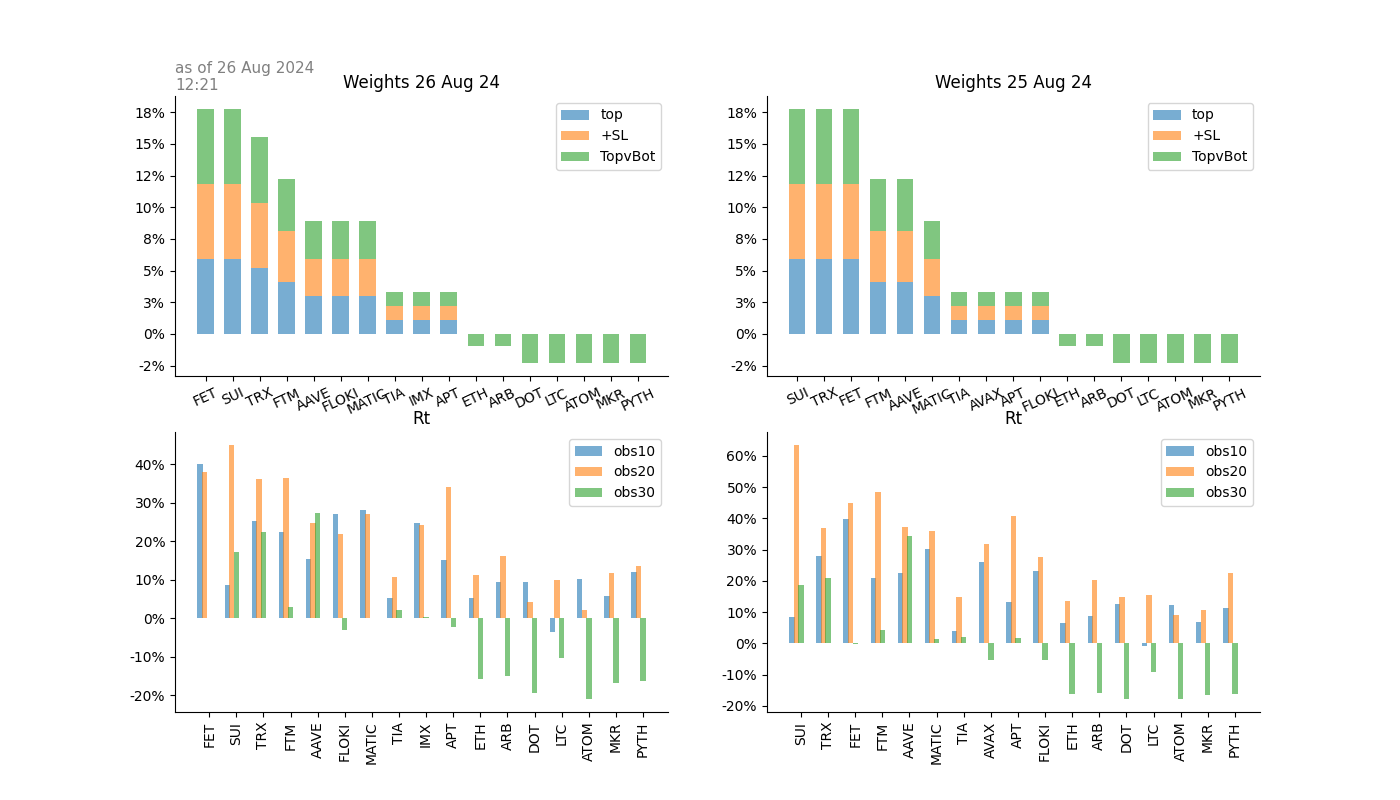 as of 26 Aug 2024
12:21
Weights 26 Aug 24
18%
15%
12%
10%
8%
5%
3%
0%
-2%
top
+SL
TopvBot
FET SUI TRX FTM AAVE FLOKI MATIC TIA IMX APT ETH ARB DOT LTC ATOM MKR PYTH
Weights 25 Aug 24
18%
15%
12%
10%
8%
5%
3%
0%
-2%
top
+SL
TopvBot
SUI TRX FET FTM AAVE MATIC TIA AVAX APT FLOKI ETH ARB DOT LTC ATOM MKR PYTH
Rt
40%
30%
20%
10%
0%
-10%
-20%
obs10
obs20
obs30
FET SUI TRX FTM AAVE FLOKI MATIC TIA IMX APT ETH ARB DOT LTC ATOM MKR PYTH
Rt
60%
50%
40%
30%
20%
10%
0%
-10%
-20%
obs10
obs20
obs30
SUI TRX FET FTM AAVE MATIC TIA AVAX APT FLOKI ETH ARB DOT LTC ATOM MKR PYTH